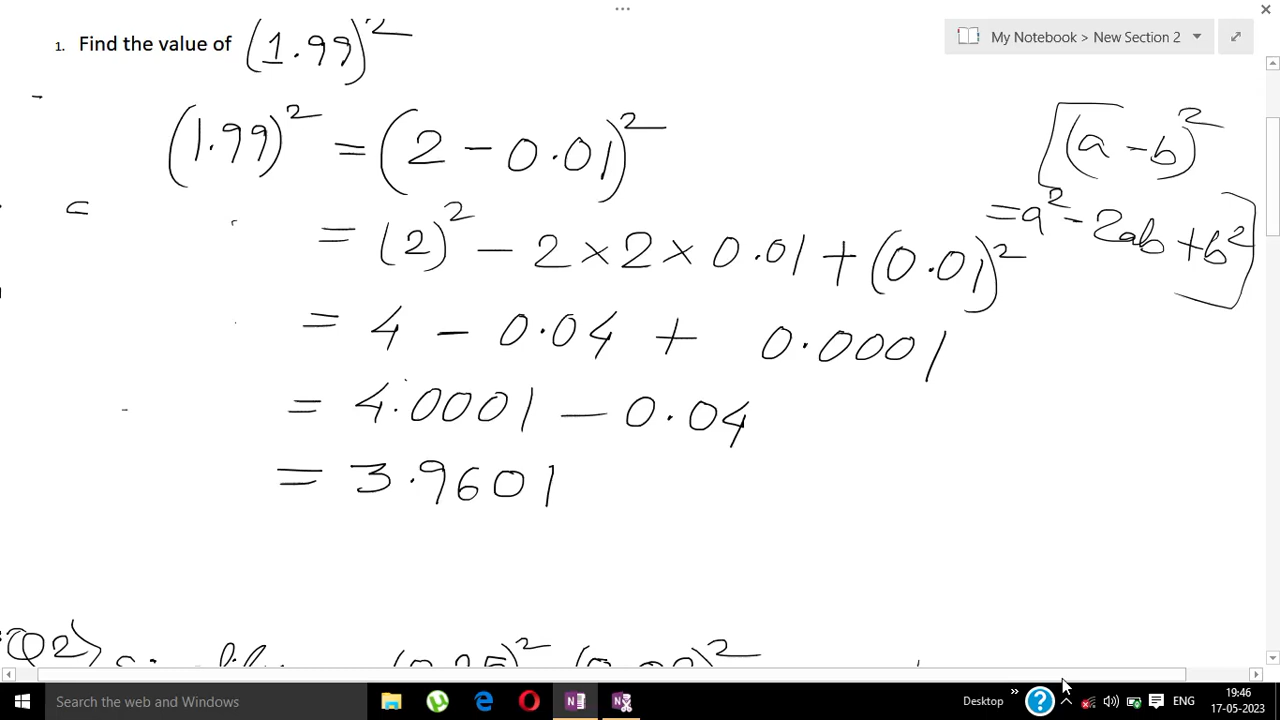 1. Find the value of (1.99)²
My Notebook > New Section 2
(1.99)² = (2 - 0.01)²
(a - b)²
= a² - 2ab + b²
= (2)² - 2 × 2 × 0.01 + (0.01)²
= 4 - 0.04 + 0.0001
= 4.0001 - 0.04
= 3.9601
Q2>
Search the web and Windows
Desktop
ENG
19:46
17-05-2023